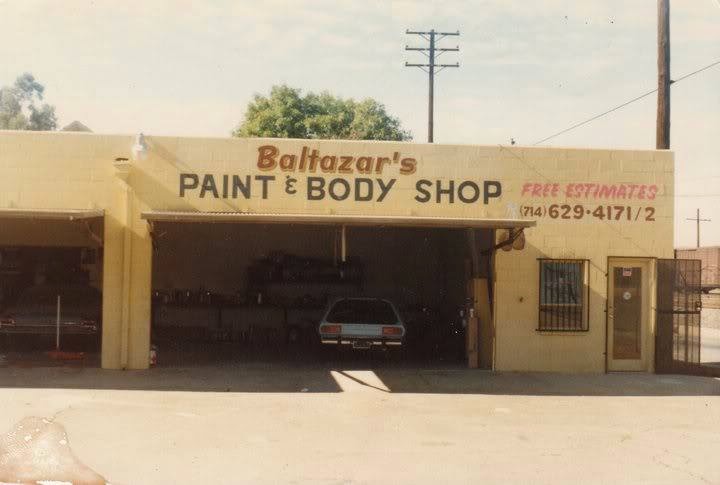 Baltazar's
PAINT & BODY SHOP
FREE ESTIMATES
(714) 629·4171/2